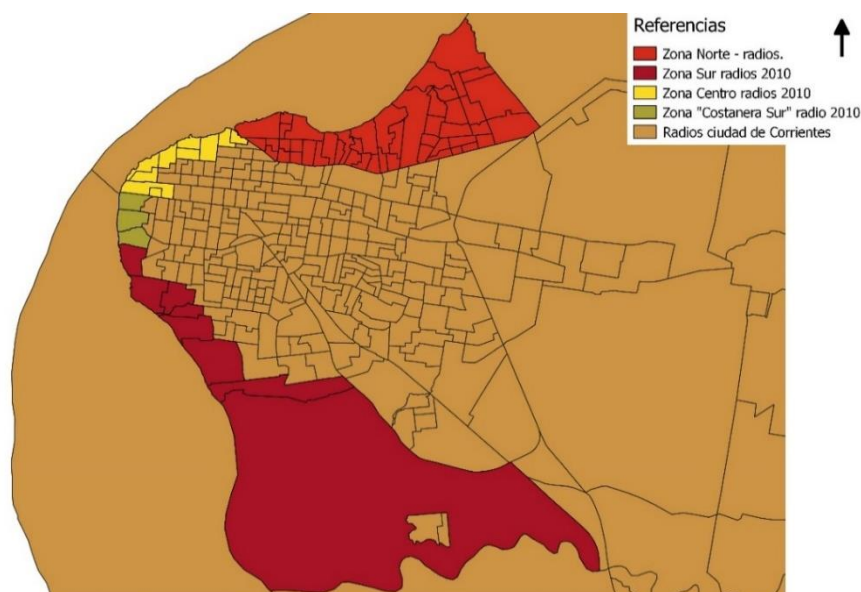 Referencias
Zona Norte - radios.
Zona Sur radios 2010
Zona Centro radios 2010
Zona "Costanera Sur" radio 2010
Radios ciudad de Corrientes